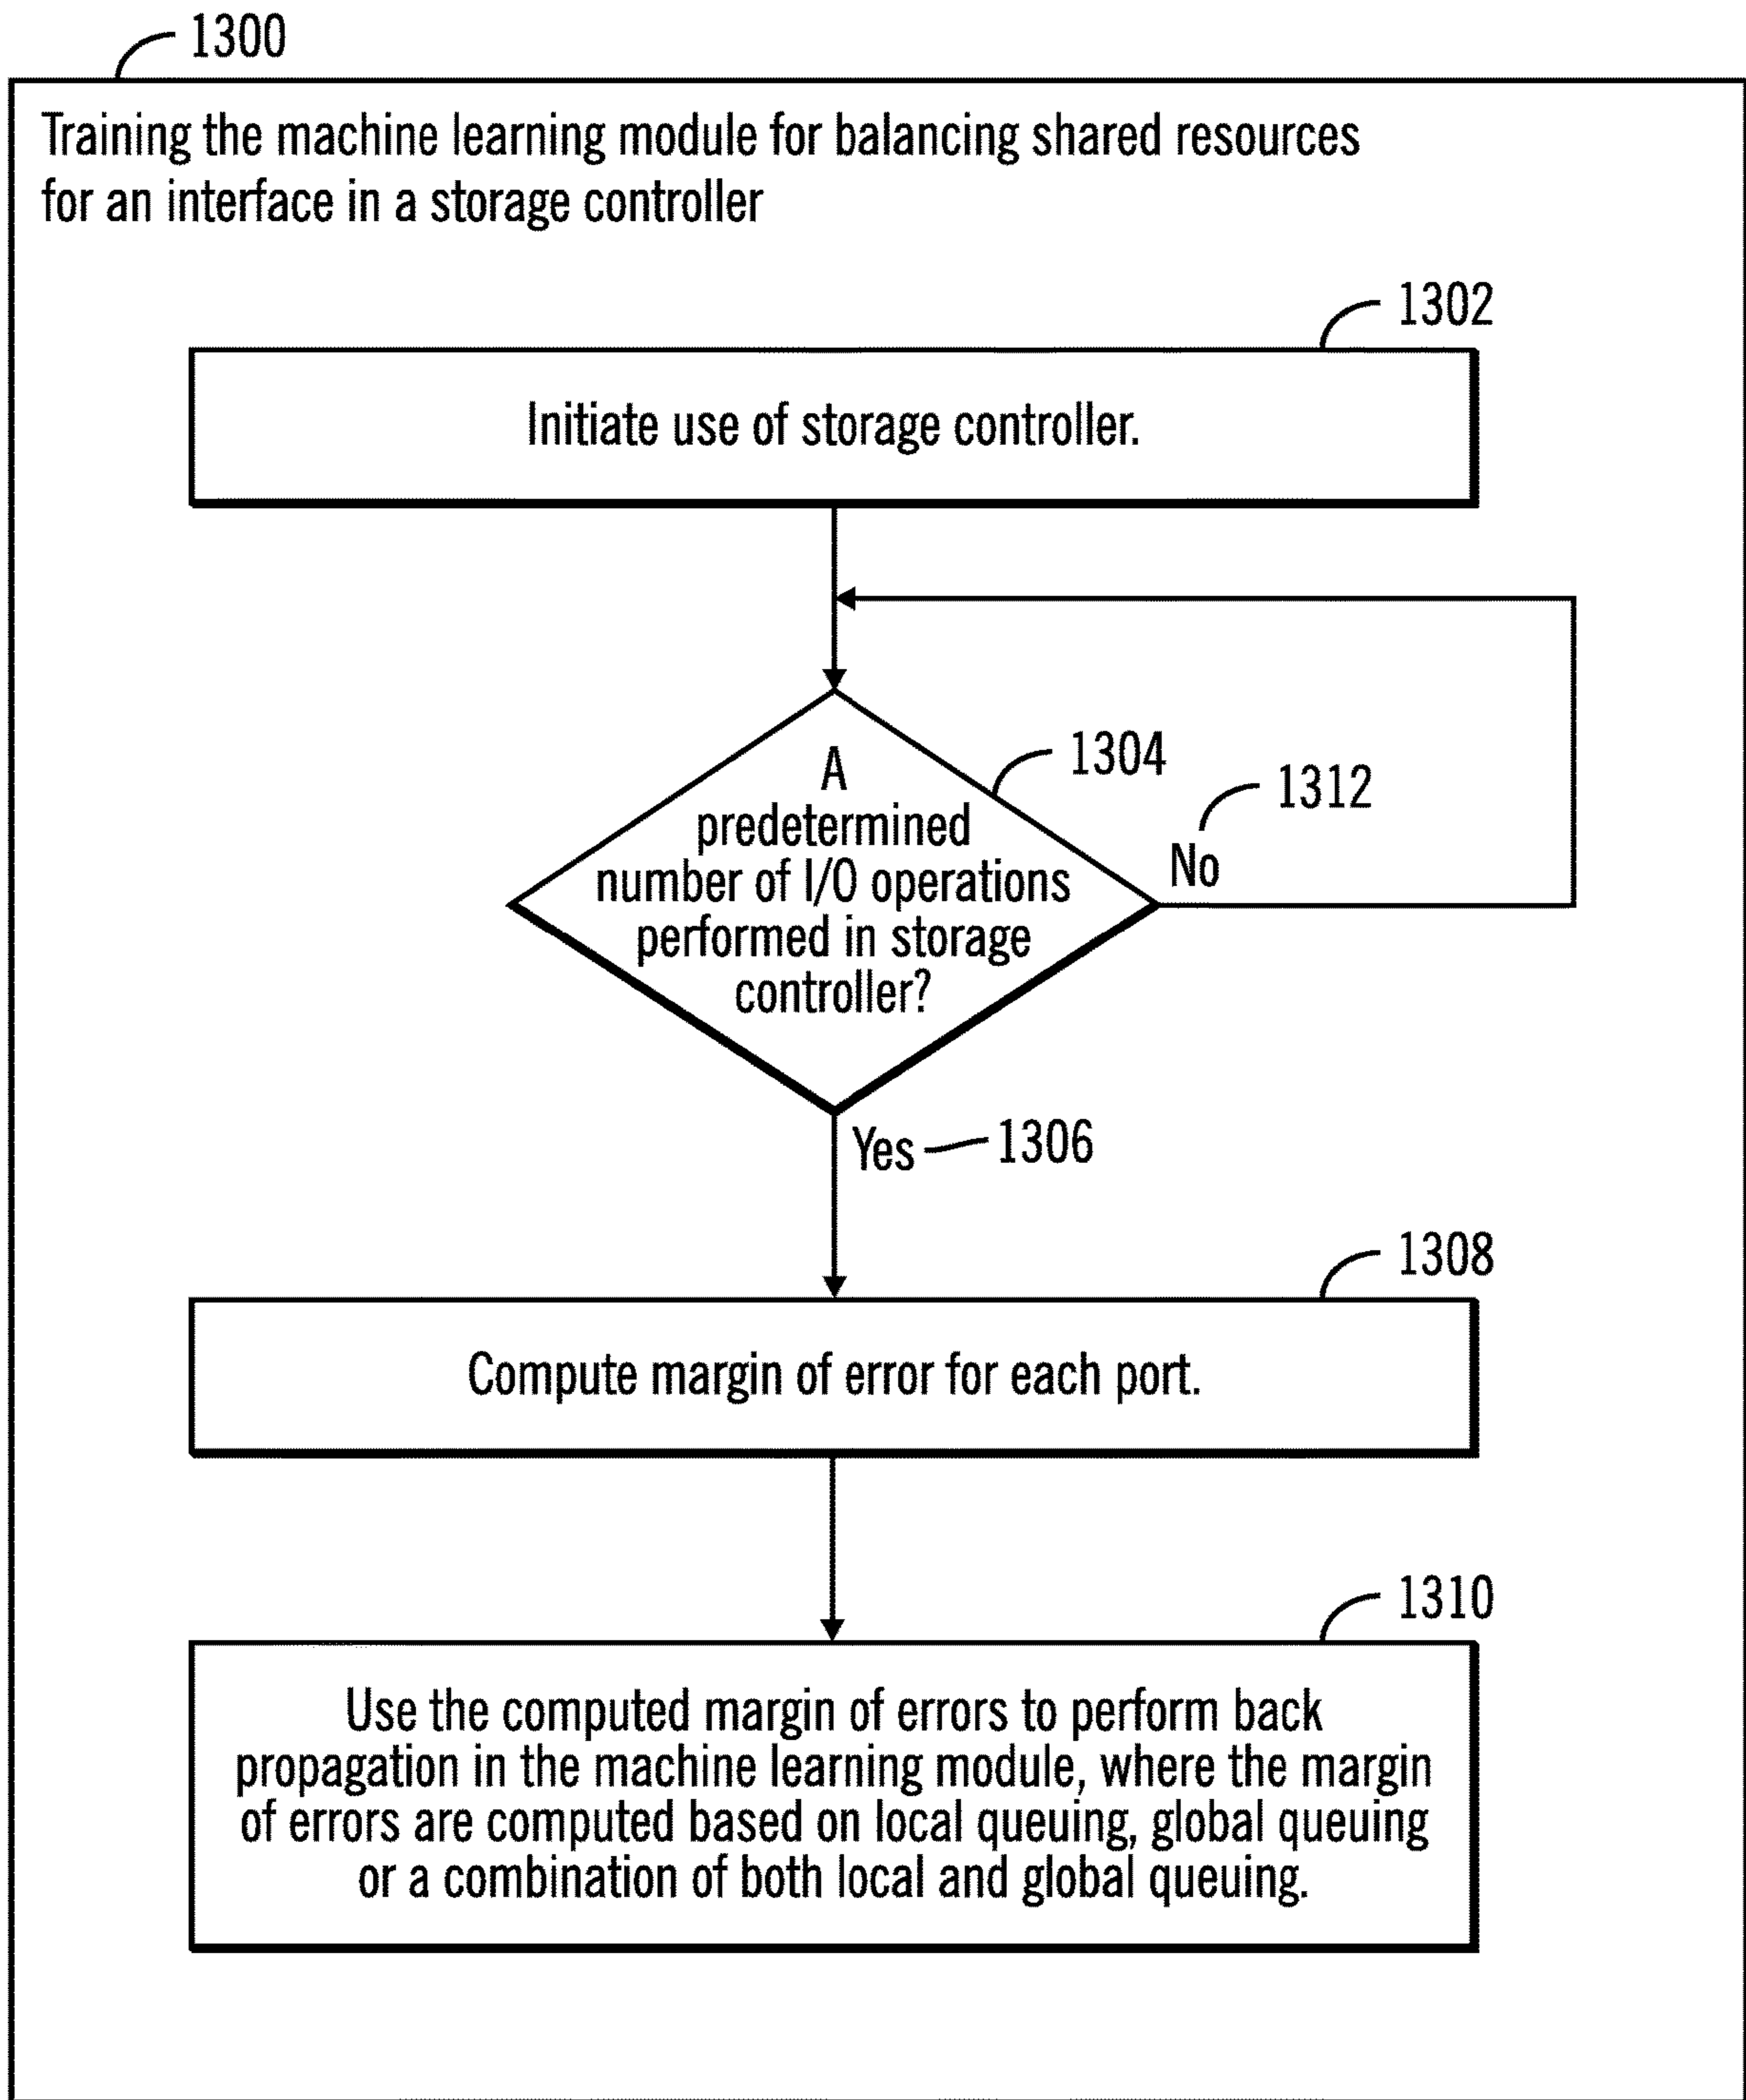 1300
Training the machine learning module for balancing shared resources
for an interface in a storage controller
1302
Initiate use of storage controller.
1304
1312
A
predetermined
number of I/O operations
performed in storage
controller?
No
Yes
1306
1308
Compute margin of error for each port.
1310
Use the computed margin of errors to perform back
propagation in the machine learning module, where the margin
of errors are computed based on local queuing, global queuing
or a combination of both local and global queuing.